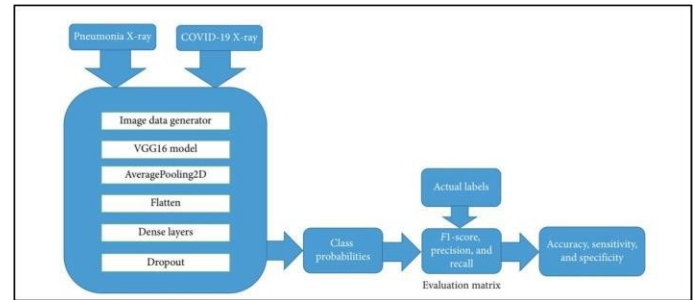 Pneumonia X-ray
COVID-19 X-ray
Image data generator
VGG16 model
AveragePooling2D
Flatten
Dense layers
Dropout
Class
probabilities
Actual labels
F1-score,
precision, and
recall
Evaluation matrix
Accuracy, sensitivity,
and specificity